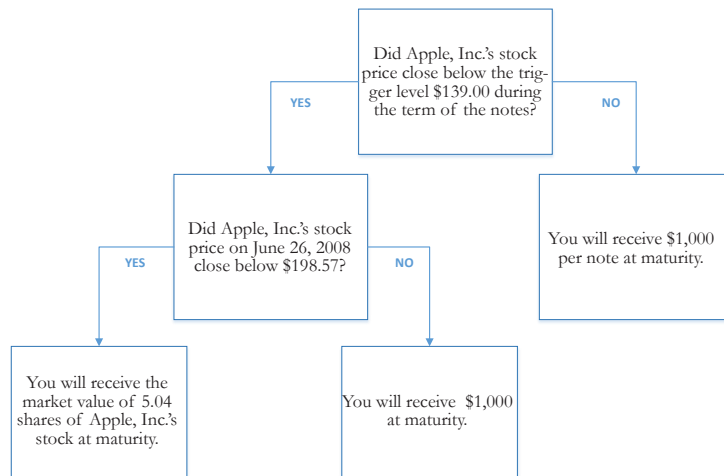 Did Apple, Inc.'s stock
price close below the trig-
ger level $139.00 during
the term of the notes?
YES
NO
Did Apple, Inc.'s stock
price on June 26, 2008
close below $198.57?
You will receive $1,000
per note at maturity.
YES
NO
You will receive the
market value of 5.04
shares of Apple, Inc.'s
stock at maturity.
You will receive $1,000
at maturity.